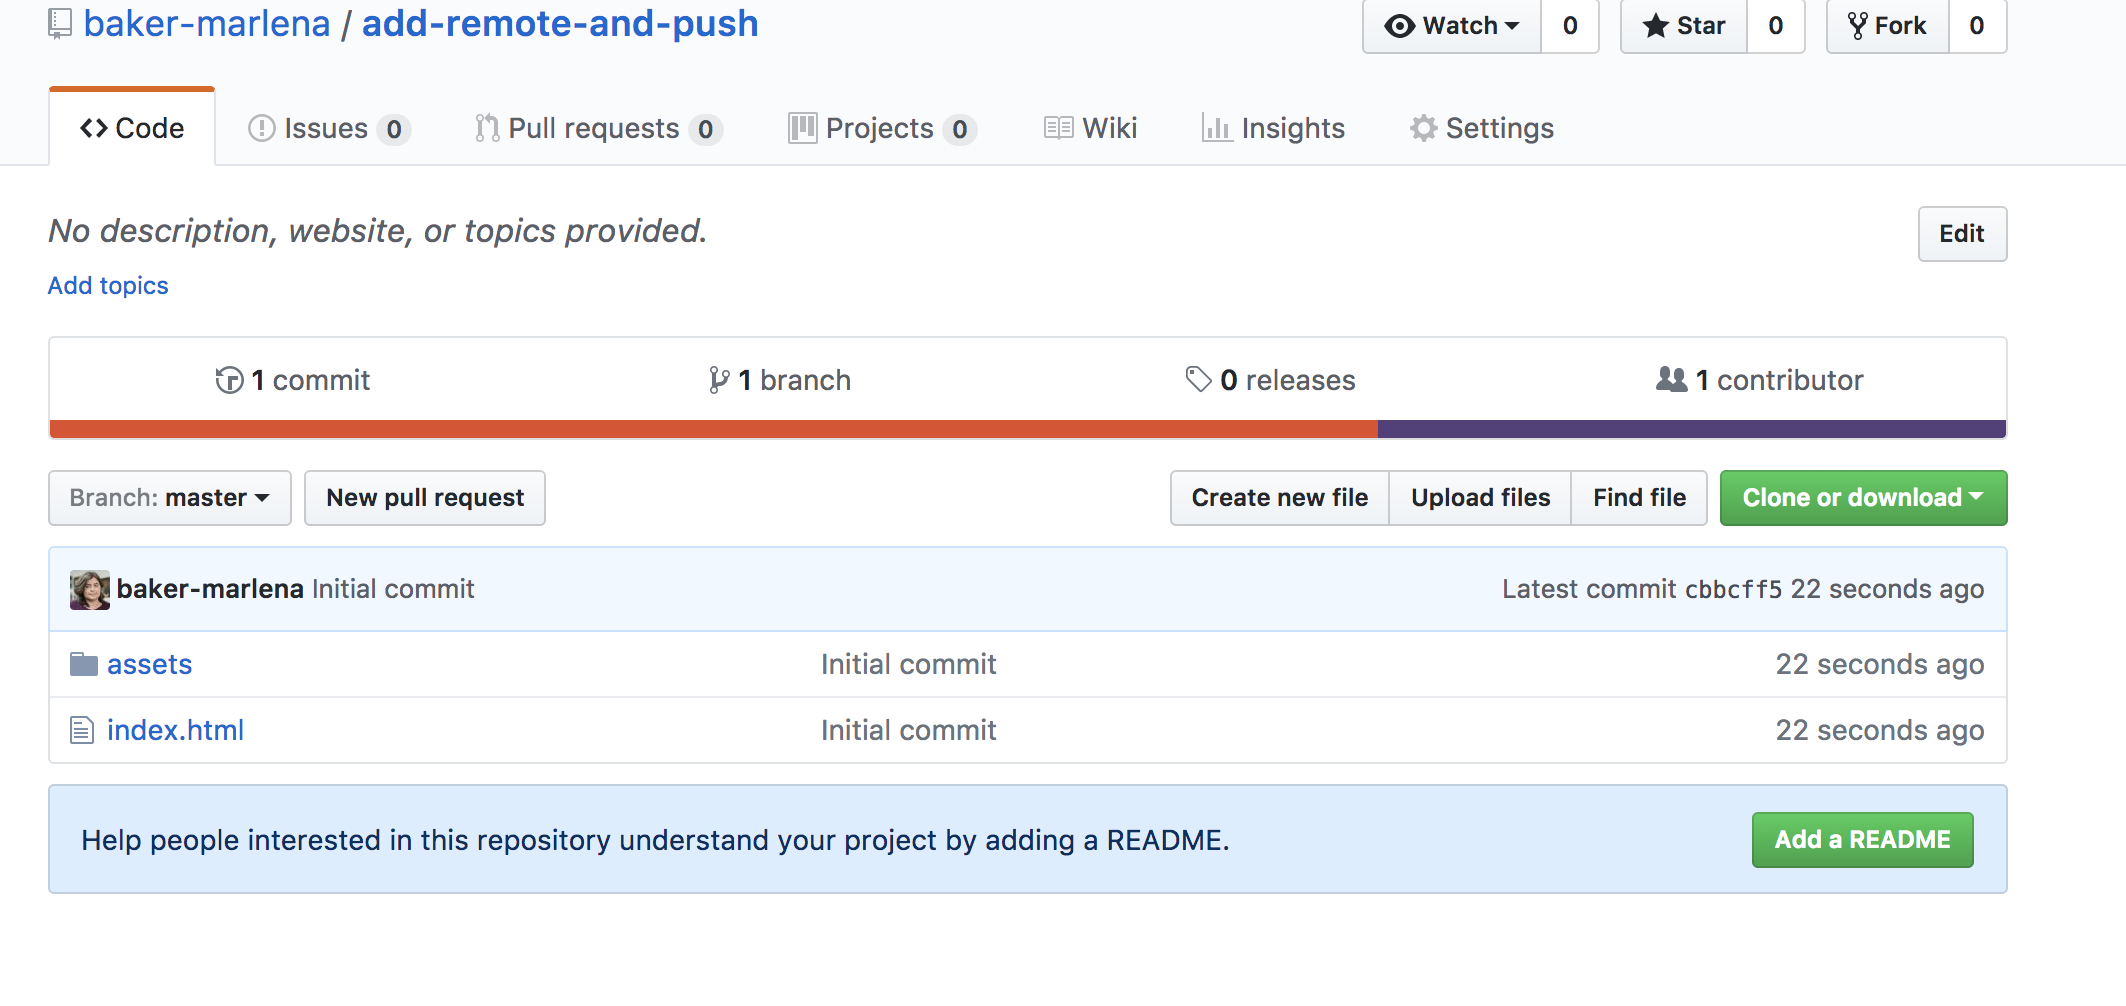 baker-marlena / add-remote-and-push Watch 0 Star 0 Fork 0
Code Issues 0 Pull requests 0 Projects 0 Wiki Insights Settings
No description, website, or topics provided. Edit
Add topics
1 commit 1 branch 0 releases 1 contributor
Branch: master New pull request Create new file Upload files Find file Clone or download
baker-marlena Initial commit Latest commit cbbcff5 22 seconds ago
assets Initial commit 22 seconds ago
index.html Initial commit 22 seconds ago
Help people interested in this repository understand your project by adding a README. Add a README